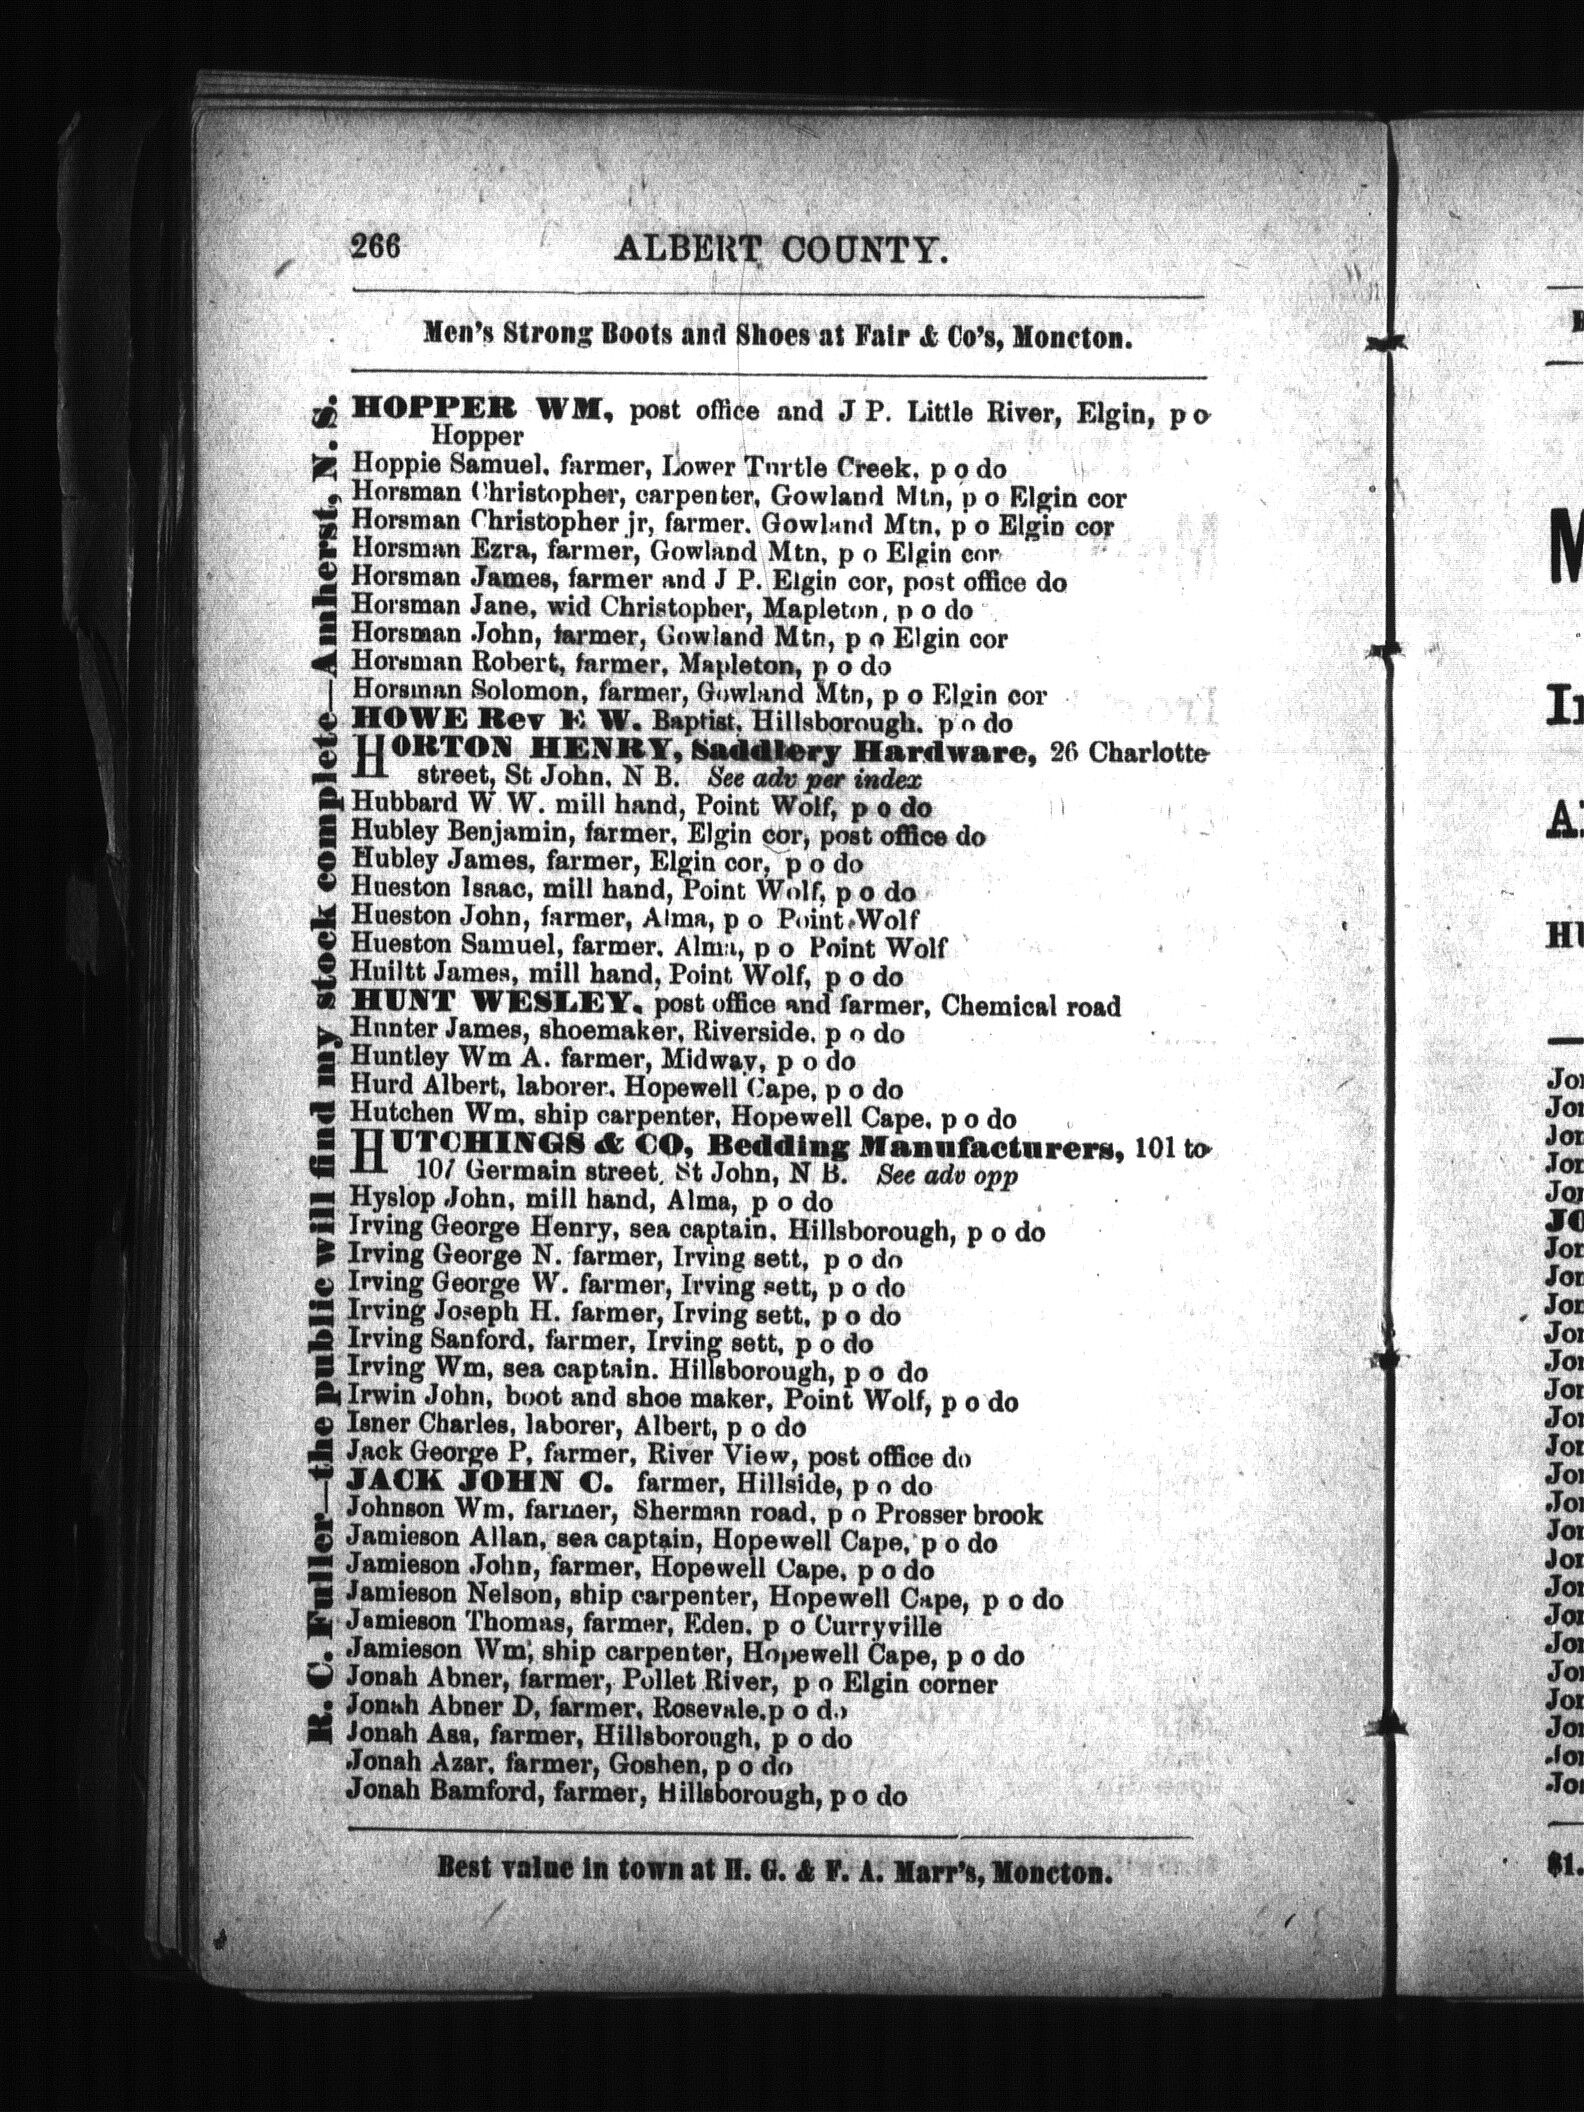 266
ALBERT COUNTY.
Men's Strong Boots and Shoes at Fair & Co's, Moncton.
R. C. Fuller—the public will find my stock complete—Amherst, N. S.
HOPPER WM, post office and J P. Little River, Elgin, p o
Hopper
Hoppie Samuel, farmer, Lower Turtle Creek, p o do
Horsman Christopher, carpenter, Gowland Mtn, p o Elgin cor
Horsman Christopher jr, farmer, Gowland Mtn, p o Elgin cor
Horsman Ezra, farmer, Gowland Mtn, p o Elgin cor
Horsman James, farmer and J P. Elgin cor, post office do
Horsman Jane, wid Christopher, Mapleton, p o do
Horsman John, farmer, Gowland Mtn, p o Elgin cor
Horsman Robert, farmer, Mapleton, p o do
Horsman Solomon, farmer, Gowland Mtn, p o Elgin cor
HOWE Rev E W. Baptist, Hillsborough, p o do
HORTON HENRY, Saddlery Hardware, 26 Charlotte
street, St John, N B. See adv per index
Hubbard W W. mill hand, Point Wolf, p o do
Hubley Benjamin, farmer, Elgin cor, post office do
Hubley James, farmer, Elgin cor, p o do
Hueston Isaac, mill hand, Point Wolf, p o do
Hueston John, farmer, Alma, p o Point Wolf
Hueston Samuel, farmer, Alma, p o Point Wolf
Huiltt James, mill hand, Point Wolf, p o do
HUNT WESLEY, post office and farmer, Chemical road
Hunter James, shoemaker, Riverside, p o do
Huntley Wm A. farmer, Midway, p o do
Hurd Albert, laborer, Hopewell Cape, p o do
Hutchen Wm, ship carpenter, Hopewell Cape, p o do
HUTCHINGS & CO, Bedding Manufacturers, 101 to
107 Germain street, St John, N B. See adv opp
Hyslop John, mill hand, Alma, p o do
Irving George Henry, sea captain, Hillsborough, p o do
Irving George N. farmer, Irving sett, p o do
Irving George W. farmer, Irving sett, p o do
Irving Joseph H. farmer, Irving sett, p o do
Irving Sanford, farmer, Irving sett, p o do
Irving Wm, sea captain. Hillsborough, p o do
Irwin John, boot and shoe maker, Point Wolf, p o do
Isner Charles, laborer, Albert, p o do
Jack George P, farmer, River View, post office do
JACK JOHN C. farmer, Hillside, p o do
Johnson Wm, farmer, Sherman road, p o Prosser brook
Jamieson Allan, sea captain, Hopewell Cape, p o do
Jamieson John, farmer, Hopewell Cape, p o do
Jamieson Nelson, ship carpenter, Hopewell Cape, p o do
Jamieson Thomas, farmer, Eden, p o Curryville
Jamieson Wm, ship carpenter, Hopewell Cape, p o do
Jonah Abner, farmer, Pollet River, p o Elgin corner
Jonah Abner D, farmer, Rosevale, p o do
Jonah Asa, farmer, Hillsborough, p o do
Jonah Azar, farmer, Goshen, p o do
Jonah Bamford, farmer, Hillsborough, p o do
Best value in town at H. G. & F. A. Marr's, Moncton.